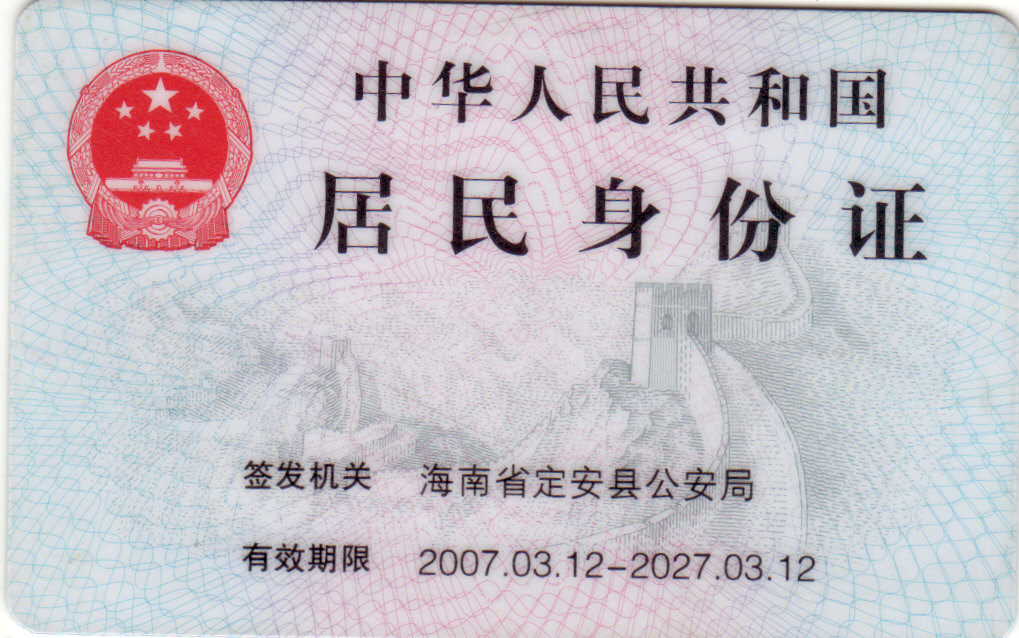 中华人民共和国
居民身份证
签发机关 海南省定安县公安局
有效期限 2007.03.12-2027.03.12